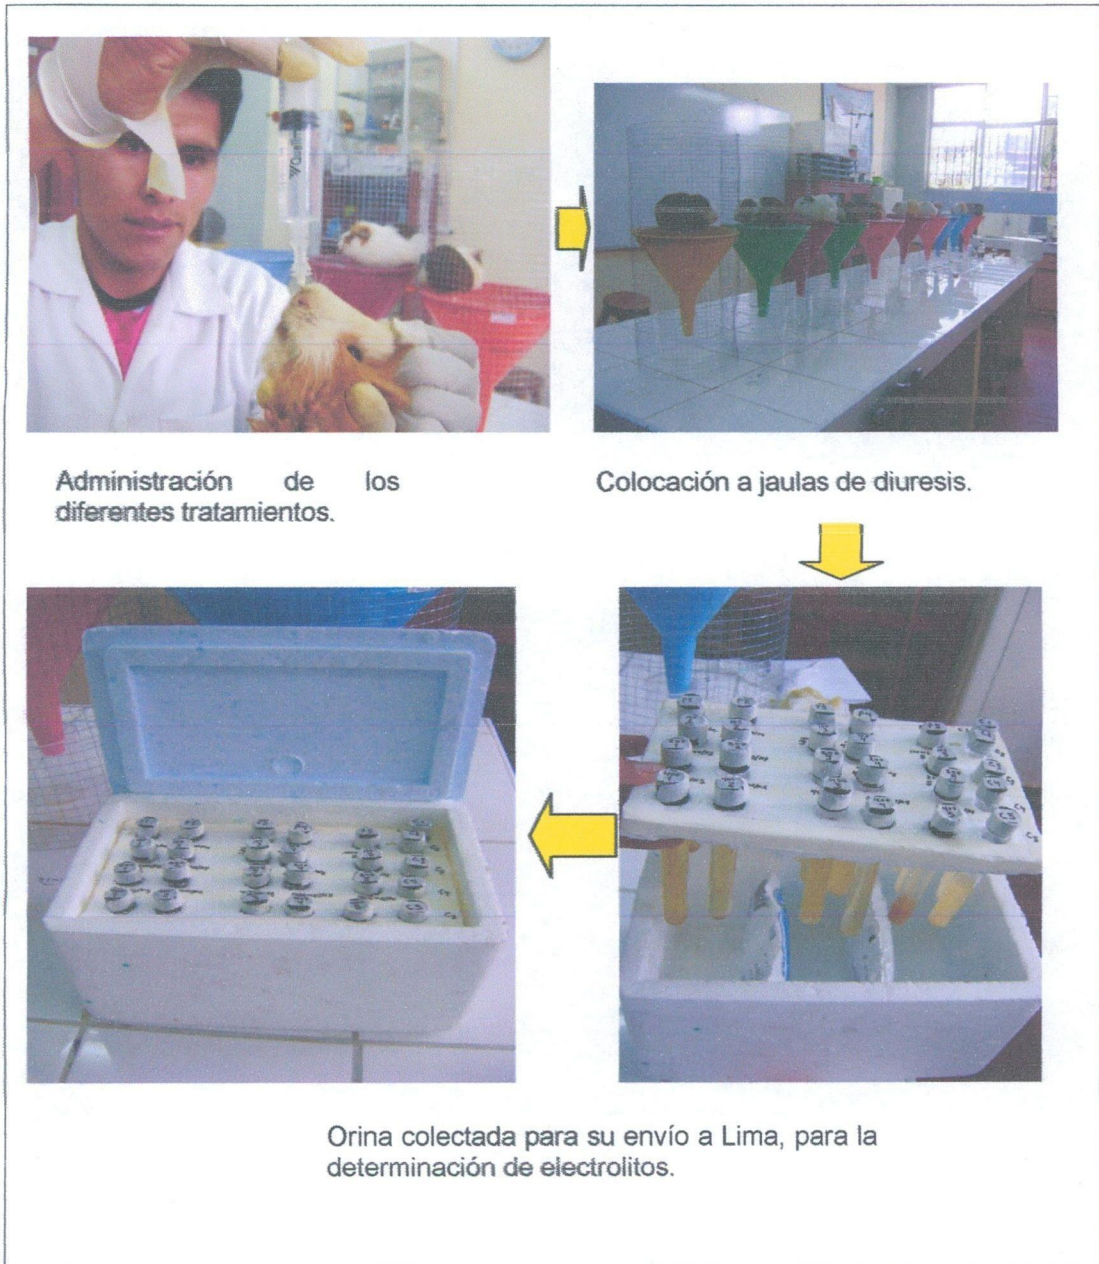 Administración de los
diferentes tratamientos.
Colocación a jaulas de diuresis.
Orina colectada para su envío a Lima, para la
determinación de electrolitos.